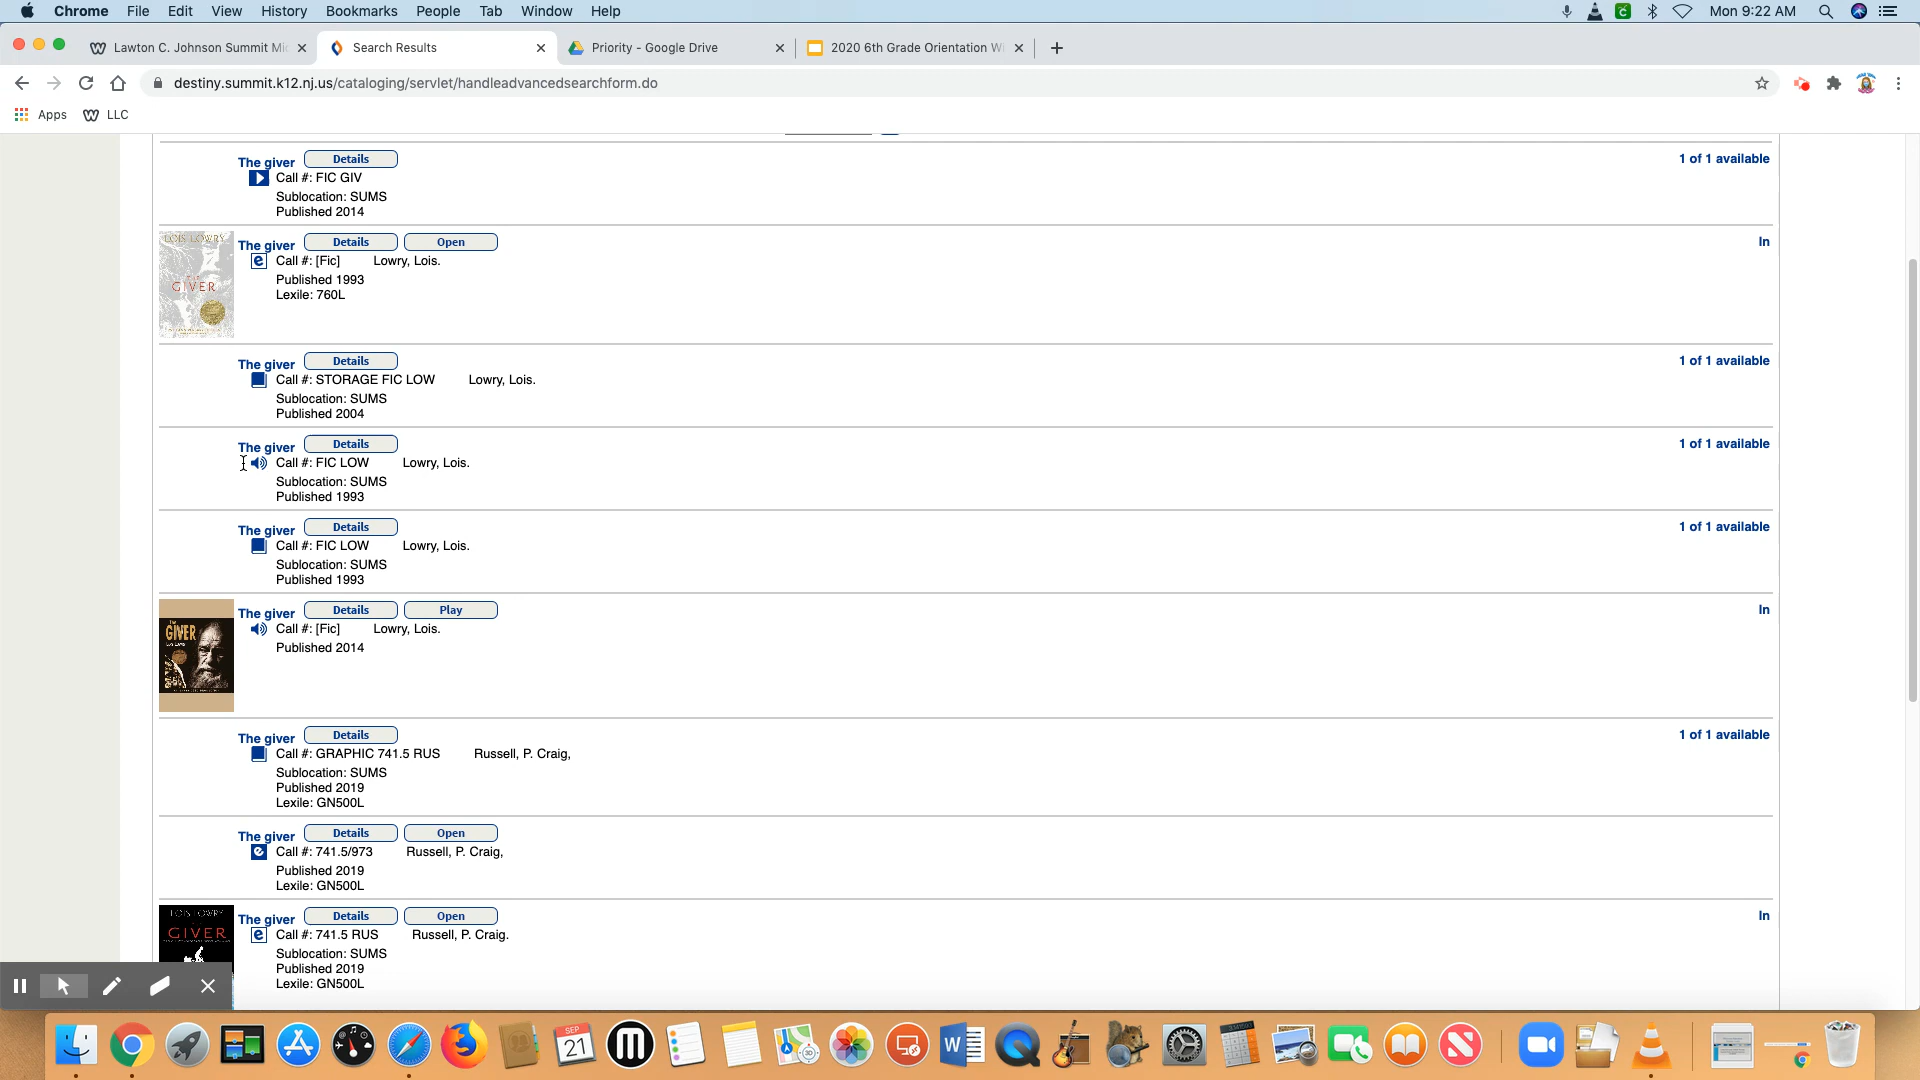 Chrome File Edit View History Bookmarks People Tab Window Help Mon 9:22 AM
Lawton C. Johnson Summit Mi Search Results Priority - Google Drive 2020 6th Grade Orientation W
destiny.summit.k12.nj.us/cataloging/servlet/handleadvancedsearchform.do
Apps LLC
The giver Details 1 of 1 available
Call #: FIC GIV
Sublocation: SUMS
Published 2014
LOIS LOWRY
THE
GIVER
The giver Details Open In
Call #: [Fic] Lowry, Lois.
Published 1993
Lexile: 760L
The giver Details 1 of 1 available
Call #: STORAGE FIC LOW Lowry, Lois.
Sublocation: SUMS
Published 2004
The giver Details 1 of 1 available
Call #: FIC LOW Lowry, Lois.
Sublocation: SUMS
Published 1993
The giver Details 1 of 1 available
Call #: FIC LOW Lowry, Lois.
Sublocation: SUMS
Published 1993
The giver Details Play In
Call #: [Fic] Lowry, Lois.
Published 2014
GIVER
The giver Details 1 of 1 available
Call #: GRAPHIC 741.5 RUS Russell, P. Craig,
Sublocation: SUMS
Published 2019
Lexile: GN500L
The giver Details Open
Call #: 741.5/973 Russell, P. Craig,
Published 2019
Lexile: GN500L
LOIS LOWRY
GIVER
The giver Details Open In
Call #: 741.5 RUS Russell, P. Craig.
Sublocation: SUMS
Published 2019
Lexile: GN500L
SEP
21